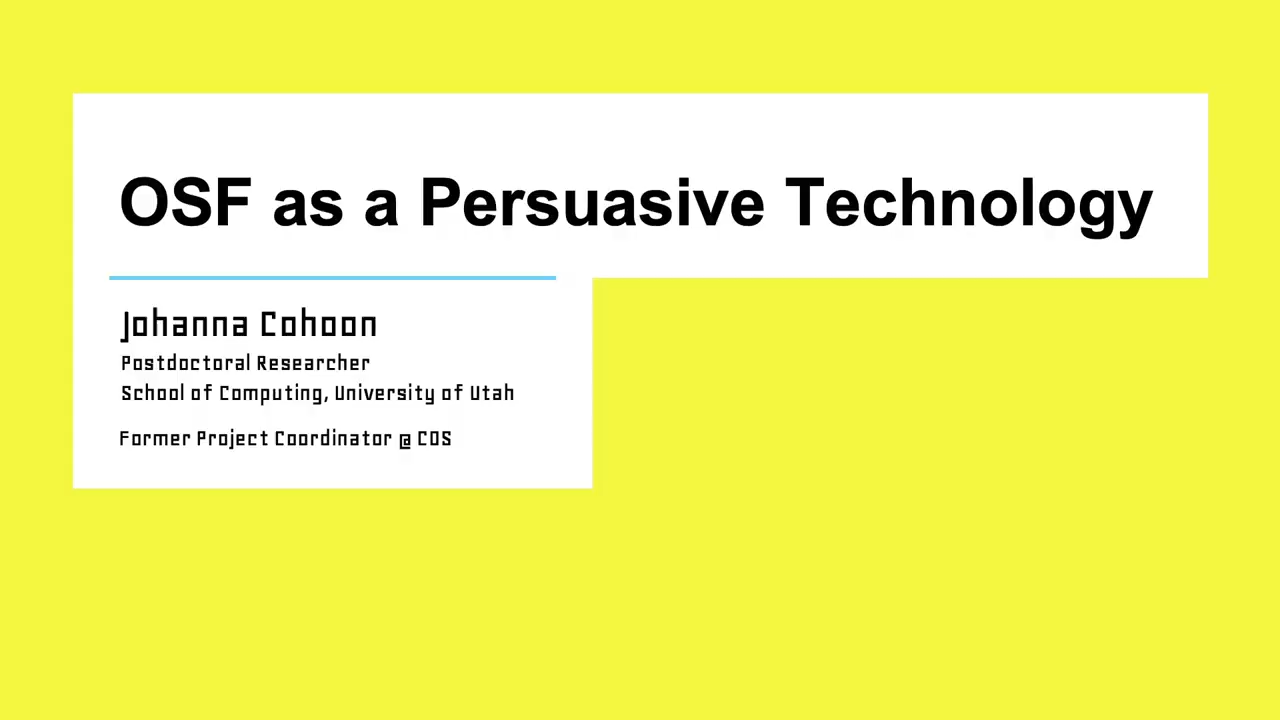 OSF as a Persuasive Technology
Johanna Cohoon
Postdoctoral Researcher
School of Computing, University of Utah
Former Project Coordinator @ COS